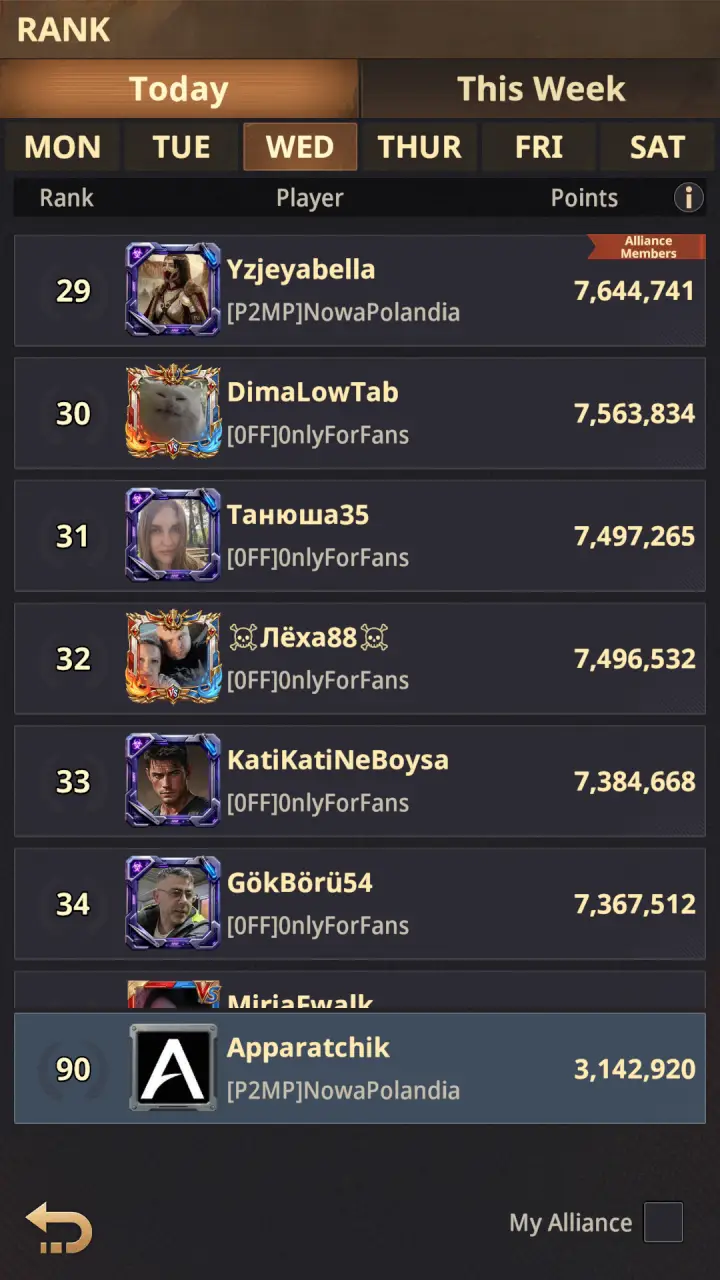 RANK
Today This Week
MON TUE WED THUR FRI SAT
Rank Player Points
Alliance
Members
29 Yzjeyabella 7,644,741
[P2MP]NowaPolandia
30 DimaLowTab 7,563,834
[0FF]0nlyForFans
31 Танюша35 7,497,265
[0FF]0nlyForFans
32 ☠Лёха88☠ 7,496,532
[0FF]0nlyForFans
33 KatiKatiNeBoysa 7,384,668
[0FF]0nlyForFans
34 GökBörü54 7,367,512
[0FF]0nlyForFans
VS
90 Apparatchik 3,142,920
[P2MP]NowaPolandia
My Alliance